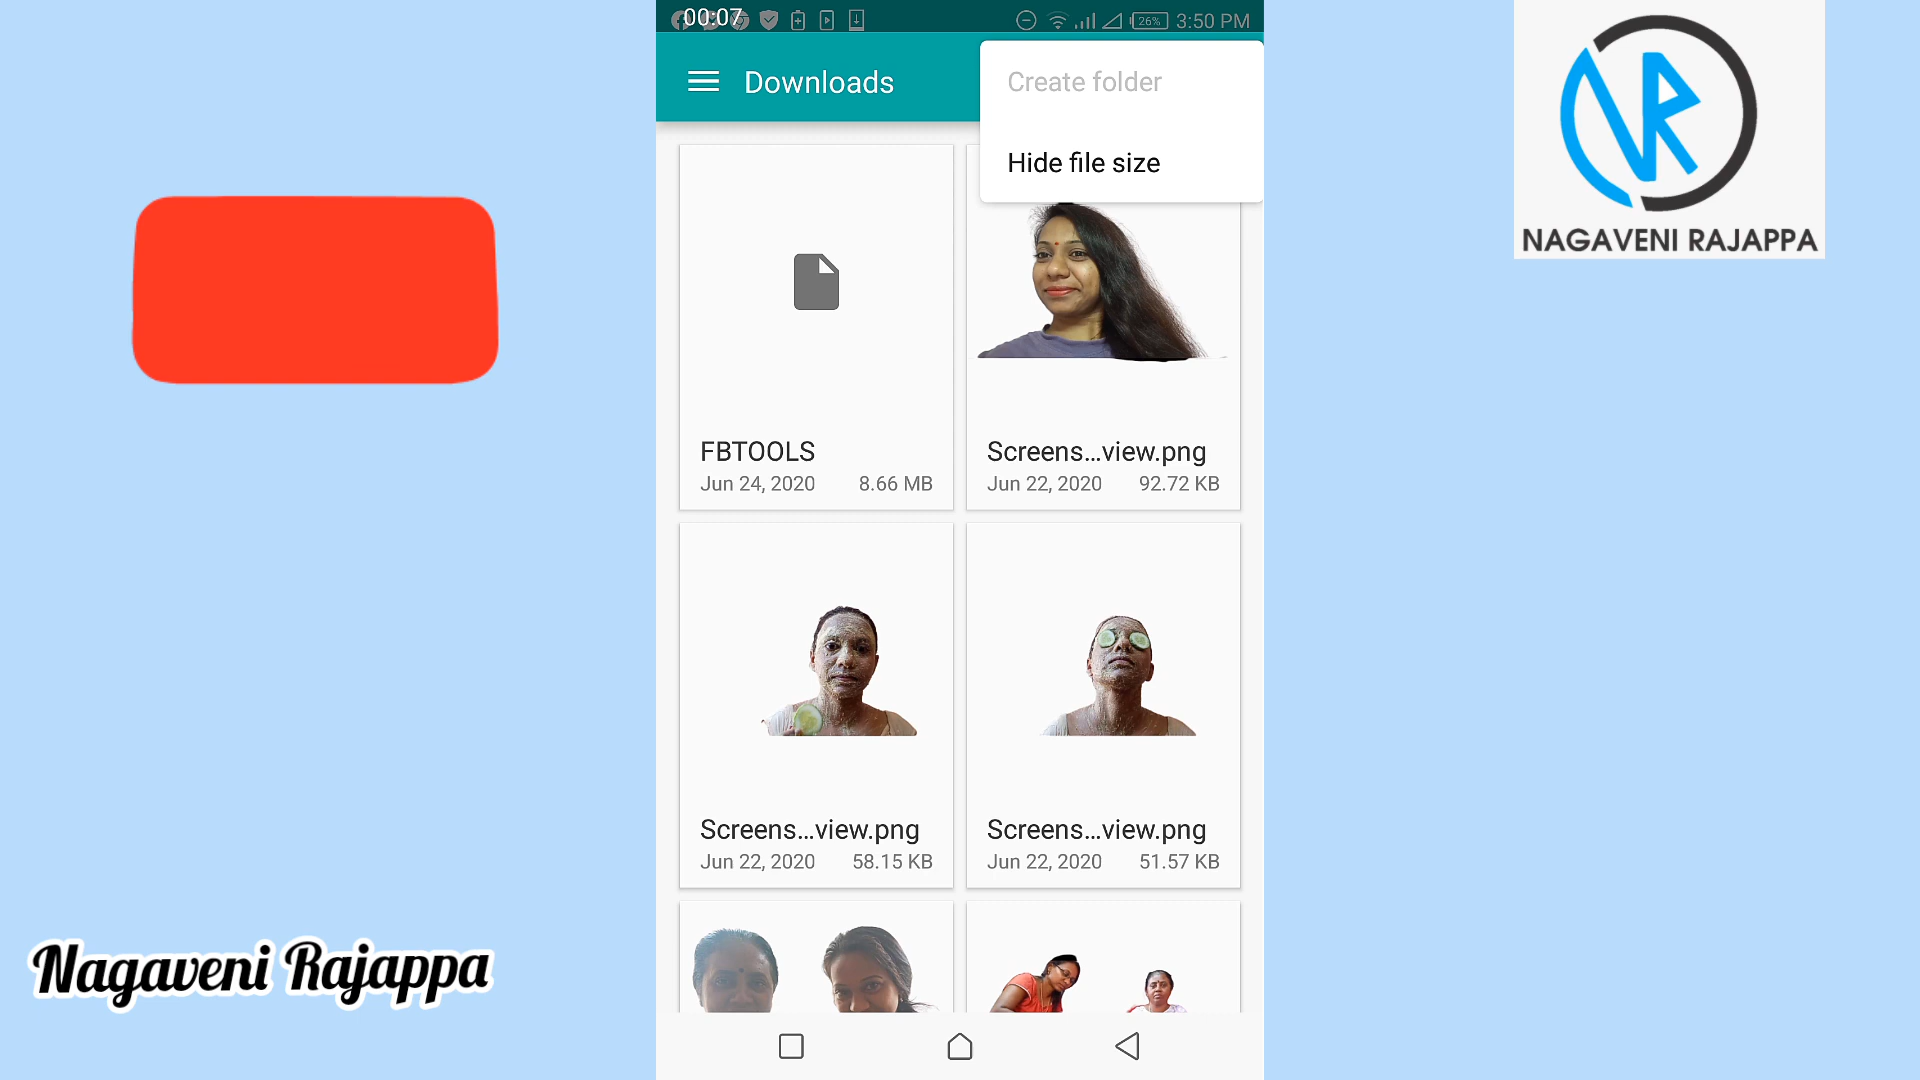 00:07
26%
3:50 PM
Downloads
Create folder
Hide file size
FBTOOLS
Jun 24, 2020
8.66 MB
Screens...view.png
Jun 22, 2020
92.72 KB
Screens...view.png
Jun 22, 2020
58.15 KB
Screens...view.png
Jun 22, 2020
51.57 KB
Nagaveni Rajappa
NAGAVENI RAJAPPA